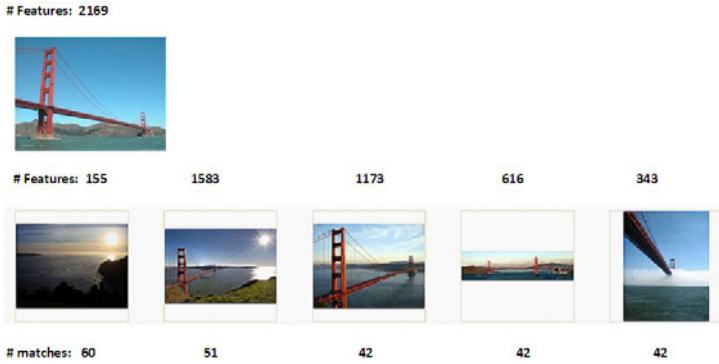 # Features: 2169
# Features: 155 1583 1173 616 343
# matches: 60 51 42 42 42